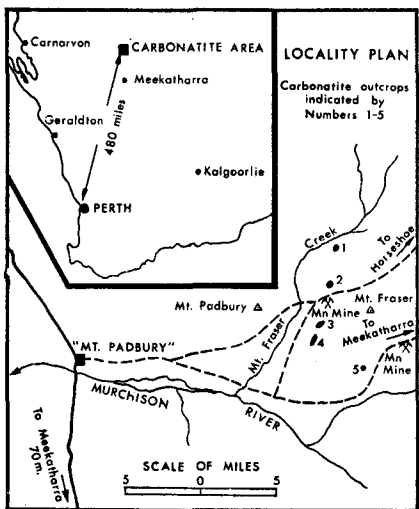 LOCALITY PLAN
Carbonatite outcrops
indicated by
Numbers 1-5
Carnarvon
CARBONATITE AREA
Meekatharra
Geraldton
480 miles
Kalgoorlie
PERTH
Creek
1
To
Horseshoe
2
Mt. Padbury
Mn Mine
Mt. Fraser
3
To
Meekatharra
4
Mt. Fraser
"MT. PADBURY"
Mn
Mine
5
MURCHISON
RIVER
To Meekatharra
70 m.
SCALE OF MILES
5 0 5